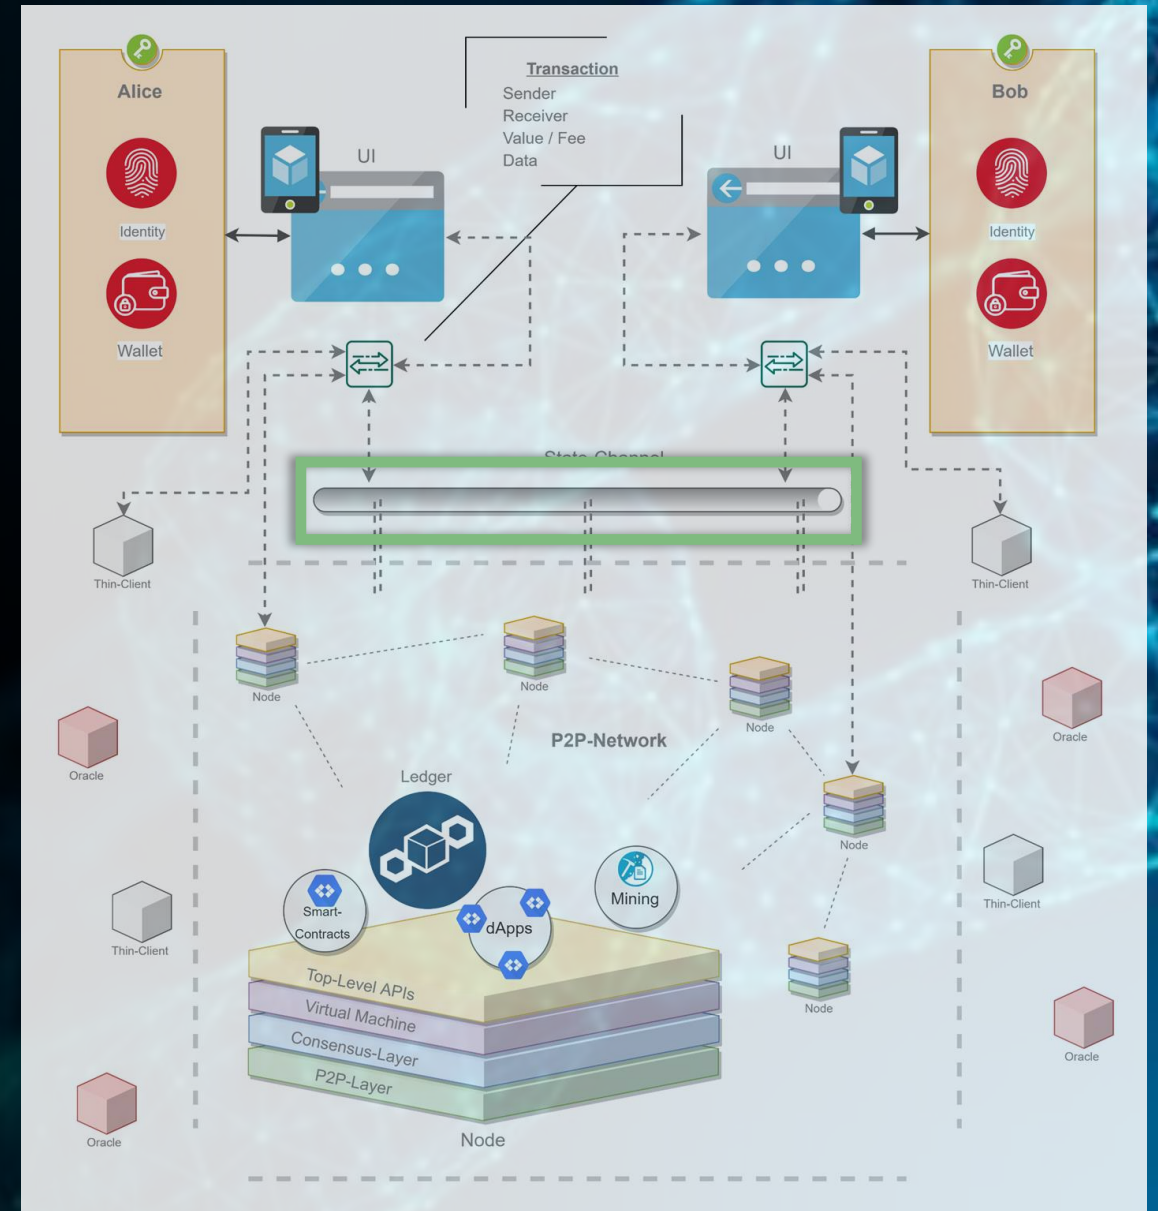 Alice
Identity
Wallet
UI
Transaction
Sender
Receiver
Value / Fee
Data
UI
Bob
Identity
Wallet
State-Channel
Thin-Client
Thin-Client
Node
Node
Node
Node
Node
P2P-Network
Oracle
Oracle
Ledger
Smart-
Contracts
dApps
Mining
Thin-Client
Thin-Client
Top-Level APIs
Virtual Machine
Consensus-Layer
P2P-Layer
Node
Oracle
Oracle